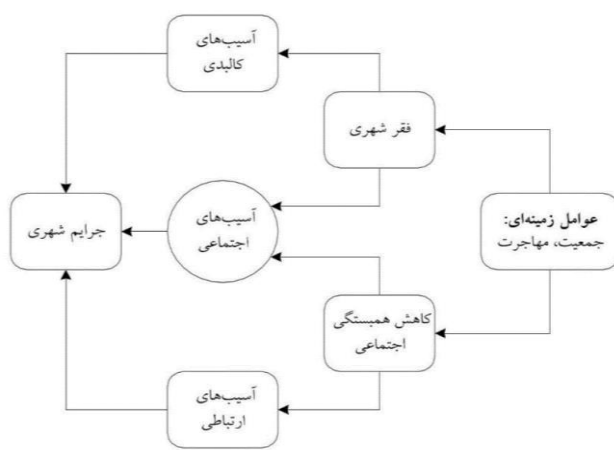 آسیب‌های
کالبدی
فقر شهری
عوامل زمینه‌ای:
جمعیت، مهاجرت
آسیب‌های
اجتماعی
جرایم شهری
کاهش همبستگی
اجتماعی
آسیب‌های
ارتباطی